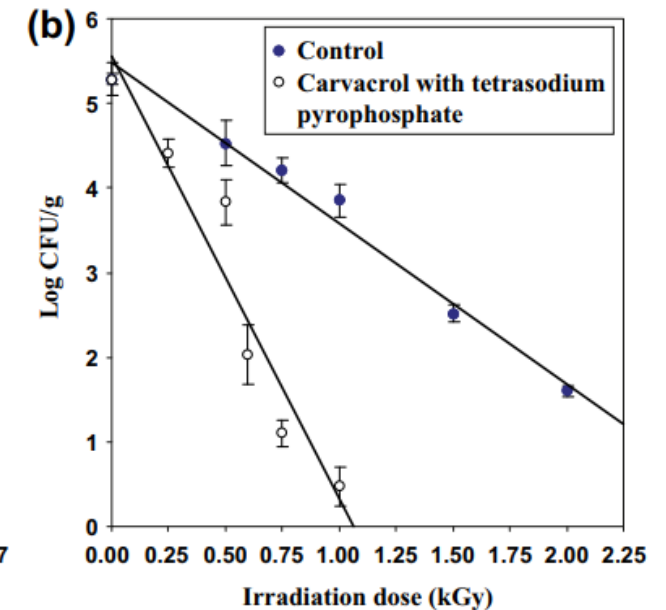 (b)
6
Control
Carvacrol with tetrasodium
pyrophosphate
5
4
3
2
1
0
Log CFU/g
7
0.00 0.25 0.50 0.75 1.00 1.25 1.50 1.75 2.00 2.25
Irradiation dose (kGy)